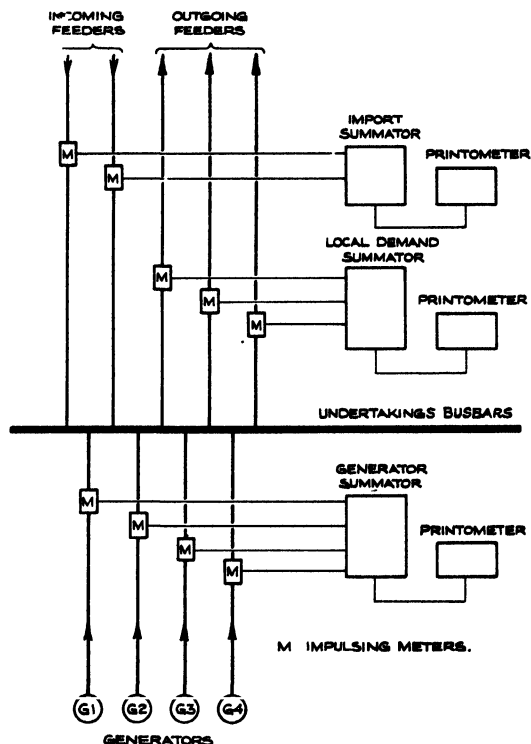 INCOMING
FEEDERS
OUTGOING
FEEDERS
IMPORT
SUMMATOR
PRINTOMETER
M
M
LOCAL DEMAND
SUMMATOR
PRINTOMETER
M
M
M
UNDERTAKINGS BUSBARS
GENERATOR
SUMMATOR
PRINTOMETER
M
M
M
M
M IMPULSING METERS.
G1 G2 G3 G4
GENERATORS